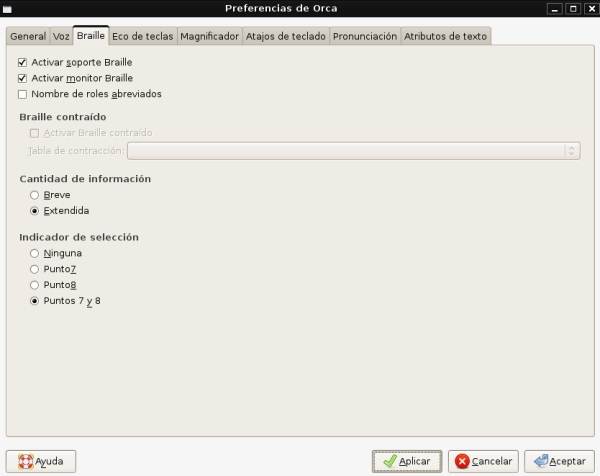 Preferencias de Orca
General Voz Braille Eco de teclas Magnificador Atajos de teclado Pronunciación Atributos de texto
Activar soporte Braille
Activar monitor Braille
Nombre de roles abreviados
Braille contraído
Activar Braille contraído
Tabla de contracción:
Cantidad de información
Breve
Extendida
Indicador de selección
Ninguna
Punto7
Punto8
Puntos 7 y 8
Ayuda Aplicar Cancelar Aceptar